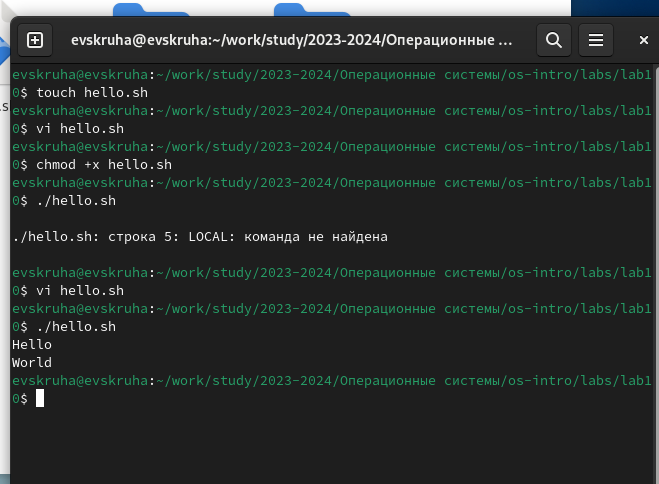 evskruha@evskruha:~/work/study/2023-2024/Операционные ...
evskruha@evskruha:~/work/study/2023-2024/Операционные системы/os-intro/labs/lab1
0$ touch hello.sh
evskruha@evskruha:~/work/study/2023-2024/Операционные системы/os-intro/labs/lab1
0$ vi hello.sh
evskruha@evskruha:~/work/study/2023-2024/Операционные системы/os-intro/labs/lab1
0$ chmod +x hello.sh
evskruha@evskruha:~/work/study/2023-2024/Операционные системы/os-intro/labs/lab1
0$ ./hello.sh
./hello.sh: строка 5: LOCAL: команда не найдена
evskruha@evskruha:~/work/study/2023-2024/Операционные системы/os-intro/labs/lab1
0$ vi hello.sh
evskruha@evskruha:~/work/study/2023-2024/Операционные системы/os-intro/labs/lab1
0$ ./hello.sh
Hello
World
evskruha@evskruha:~/work/study/2023-2024/Операционные системы/os-intro/labs/lab1
0$